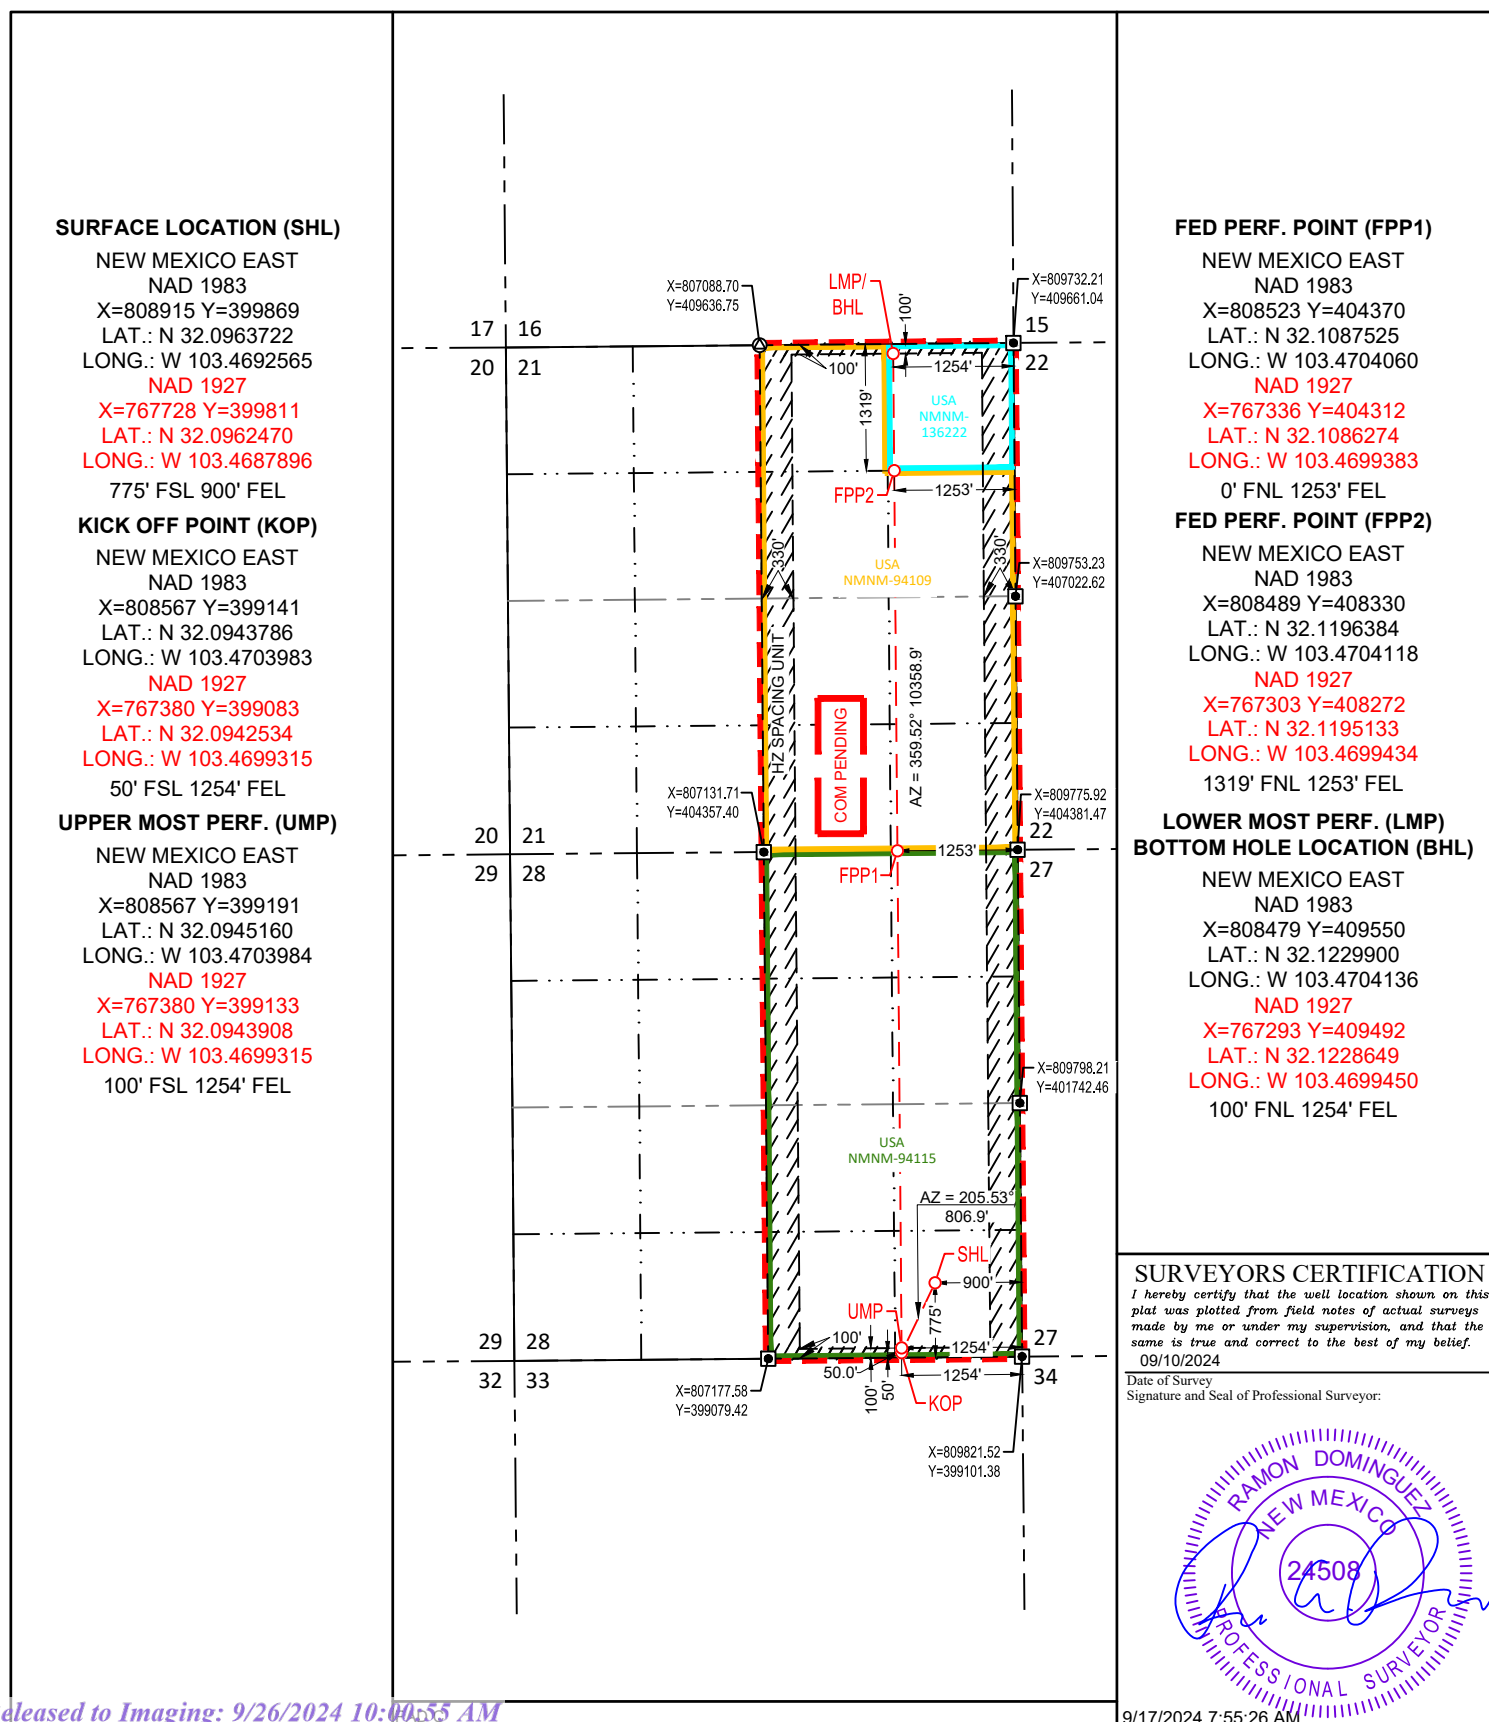 SURFACE LOCATION (SHL)
NEW MEXICO EAST
NAD 1983
X=808915 Y=399869
LAT.: N 32.0963722
LONG.: W 103.4692565
NAD 1927
X=767728 Y=399811
LAT.: N 32.0962470
LONG.: W 103.4687896
775' FSL 900' FEL
KICK OFF POINT (KOP)
NEW MEXICO EAST
NAD 1983
X=808567 Y=399141
LAT.: N 32.0943786
LONG.: W 103.4703983
NAD 1927
X=767380 Y=399083
LAT.: N 32.0942534
LONG.: W 103.4699315
50' FSL 1254' FEL
UPPER MOST PERF. (UMP)
NEW MEXICO EAST
NAD 1983
X=808567 Y=399191
LAT.: N 32.0945160
LONG.: W 103.4703984
NAD 1927
X=767380 Y=399133
LAT.: N 32.0943908
LONG.: W 103.4699315
100' FSL 1254' FEL
X=807088.70
Y=409636.75
LMP/
BHL
100'
X=809732.21
Y=409661.04
17 16
20 21
15
22
100'
1254'
1319'
USA
NMNM-
136222
FPP2
1253'
330'
330'
USA
NMNM-94109
X=809753.23
Y=407022.62
HZ SPACING UNIT
COM PENDING
AZ = 359.52° 10358.9'
X=807131.71
Y=404357.40
X=809775.92
Y=404381.47
20 21
29 28
22
27
1253'
FPP1
X=809798.21
Y=401742.46
USA
NMNM-94115
AZ = 205.53°
806.9'
SHL
900'
775'
UMP
100'
1254'
29 28
32 33
27
34
50.0'
100'
50'
1254'
KOP
X=807177.58
Y=399079.42
X=809821.52
Y=399101.38
FED PERF. POINT (FPP1)
NEW MEXICO EAST
NAD 1983
X=808523 Y=404370
LAT.: N 32.1087525
LONG.: W 103.4704060
NAD 1927
X=767336 Y=404312
LAT.: N 32.1086274
LONG.: W 103.4699383
0' FNL 1253' FEL
FED PERF. POINT (FPP2)
NEW MEXICO EAST
NAD 1983
X=808489 Y=408330
LAT.: N 32.1196384
LONG.: W 103.4704118
NAD 1927
X=767303 Y=408272
LAT.: N 32.1195133
LONG.: W 103.4699434
1319' FNL 1253' FEL
LOWER MOST PERF. (LMP)
BOTTOM HOLE LOCATION (BHL)
NEW MEXICO EAST
NAD 1983
X=808479 Y=409550
LAT.: N 32.1229900
LONG.: W 103.4704136
NAD 1927
X=767293 Y=409492
LAT.: N 32.1228649
LONG.: W 103.4699450
100' FNL 1254' FEL
SURVEYORS CERTIFICATION
I hereby certify that the well location shown on this
plat was plotted from field notes of actual surveys
made by me or under my supervision, and that the
same is true and correct to the best of my belief.
09/10/2024
Date of Survey
Signature and Seal of Professional Surveyor:
RAMON DOMINGUEZ
NEW MEXICO
24508
PROFESSIONAL SURVEYOR
eleased to Imaging: 9/26/2024 10:00:55 AM
9/17/2024 7:55:26 AM